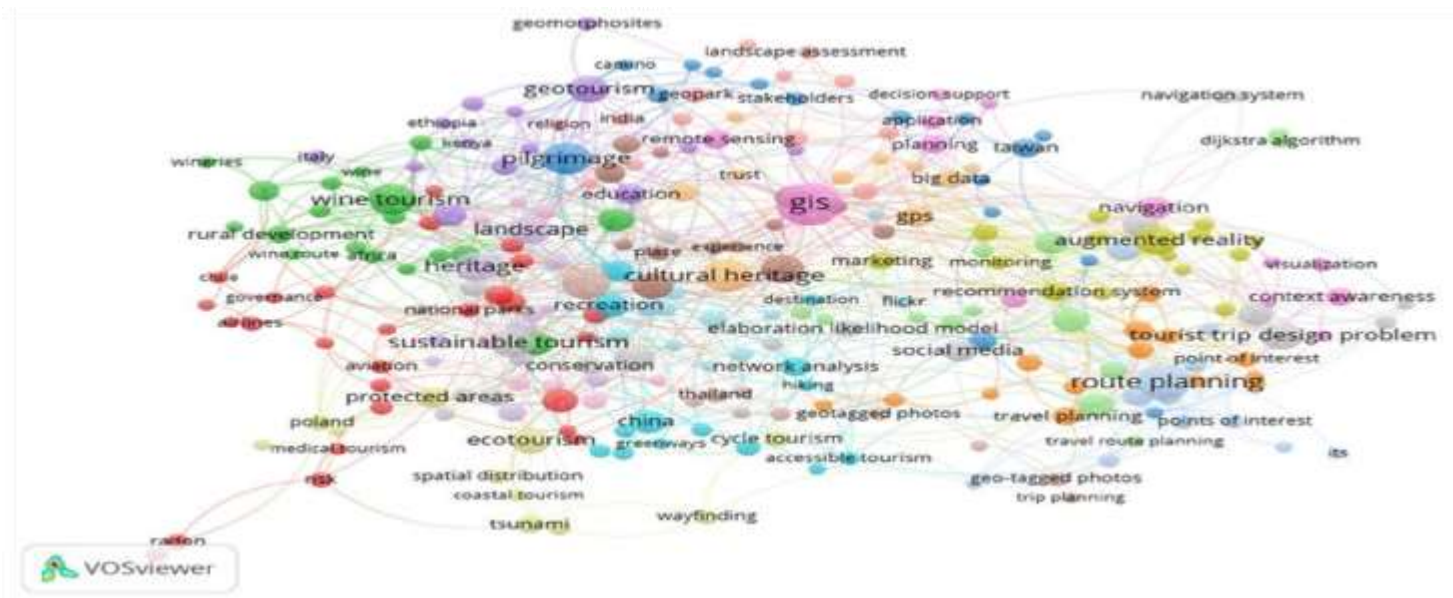 geomorphosites
landscape assessment
camino
geotourism
geopark
stakeholders
decision support
navigation system
ethiopia
religion
india
application
kenya
remote sensing
planning
taiwan
dijkstra algorithm
wineries
italy
pilgrimage
wine
trust
big data
wine tourism
education
gis
navigation
gps
rural development
landscape
augmented reality
wine route
africa
place
experience
marketing
monitoring
visualization
heritage
cultural heritage
chile
governance
national parks
recreation
destination
flickr
recommendation system
context awareness
airlines
elaboration likelihood model
tourist trip design problem
sustainable tourism
social media
point of interest
aviation
conservation
network analysis
hiking
route planning
protected areas
thailand
geotagged photos
travel planning
points of interest
poland
china
medical tourism
ecotourism
greenways
cycle tourism
travel route planning
accessible tourism
its
risk
spatial distribution
geo-tagged photos
coastal tourism
trip planning
tsunami
wayfinding
radon
VOSviewer